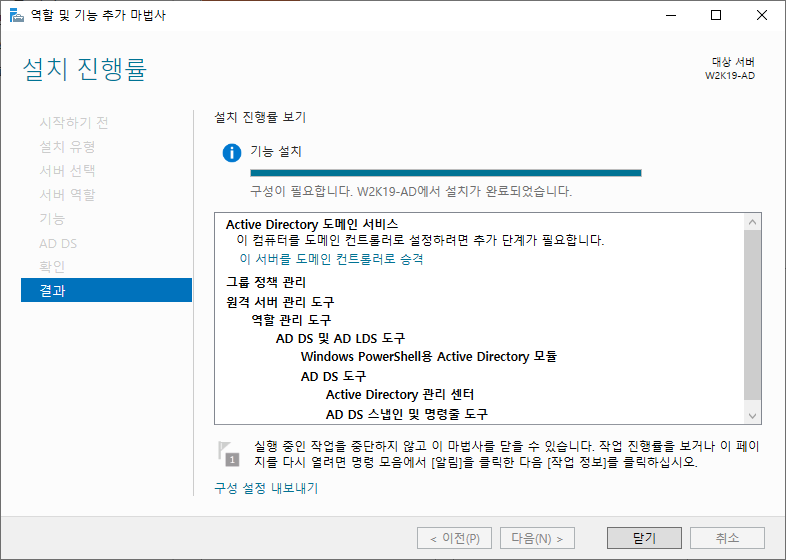 역할 및 기능 추가 마법사
설치 진행률
대상 서버
W2K19-AD
시작하기 전
설치 유형
서버 선택
서버 역할
기능
AD DS
확인
결과
설치 진행률 보기
기능 설치
구성이 필요합니다. W2K19-AD에서 설치가 완료되었습니다.
Active Directory 도메인 서비스
이 컴퓨터를 도메인 컨트롤러로 설정하려면 추가 단계가 필요합니다.
이 서버를 도메인 컨트롤러로 승격
그룹 정책 관리
원격 서버 관리 도구
역할 관리 도구
AD DS 및 AD LDS 도구
Windows PowerShell용 Active Directory 모듈
AD DS 도구
Active Directory 관리 센터
AD DS 스냅인 및 명령줄 도구
1
실행 중인 작업을 중단하지 않고 이 마법사를 닫을 수 있습니다. 작업 진행률을 보거나 이 페이
지를 다시 열려면 명령 모음에서 [알림]을 클릭한 다음 [작업 정보]를 클릭하십시오.
구성 설정 내보내기
< 이전(P)
다음(N) >
닫기
취소